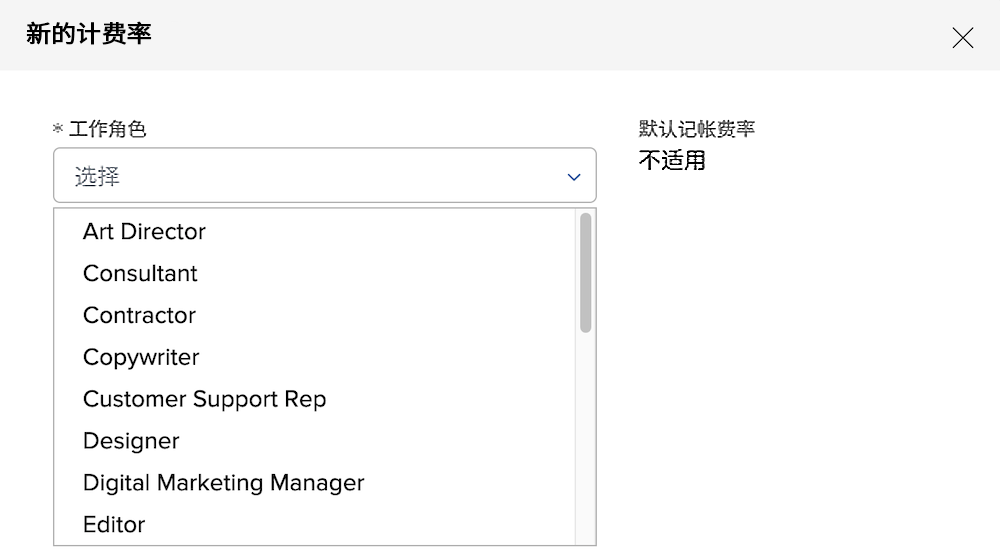 新的计费率
* 工作角色
默认记帐费率
选择
不适用
Art Director
Consultant
Contractor
Copywriter
Customer Support Rep
Designer
Digital Marketing Manager
Editor